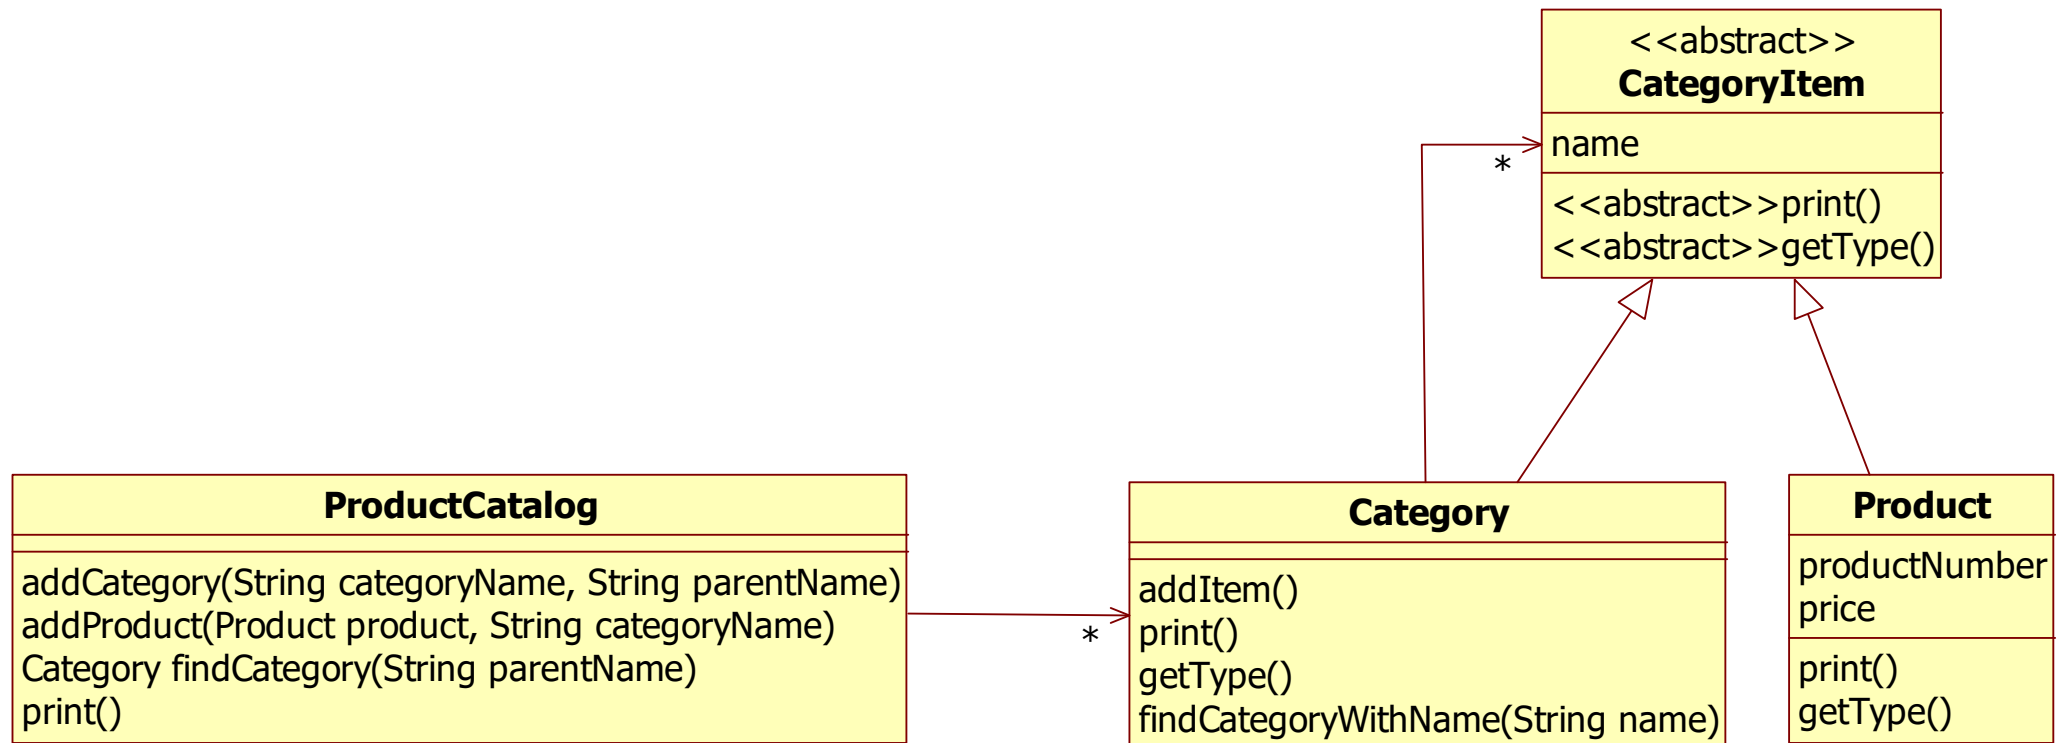 <<abstract>>
CategoryItem
name
*
<<abstract>>print()
<<abstract>>getType()
ProductCatalog
addCategory(String categoryName, String parentName)
addProduct(Product product, String categoryName)
Category findCategory(String parentName)
print()
*
Category
addItem()
print()
getType()
findCategoryWithName(String name)
Product
productNumber
price
print()
getType()